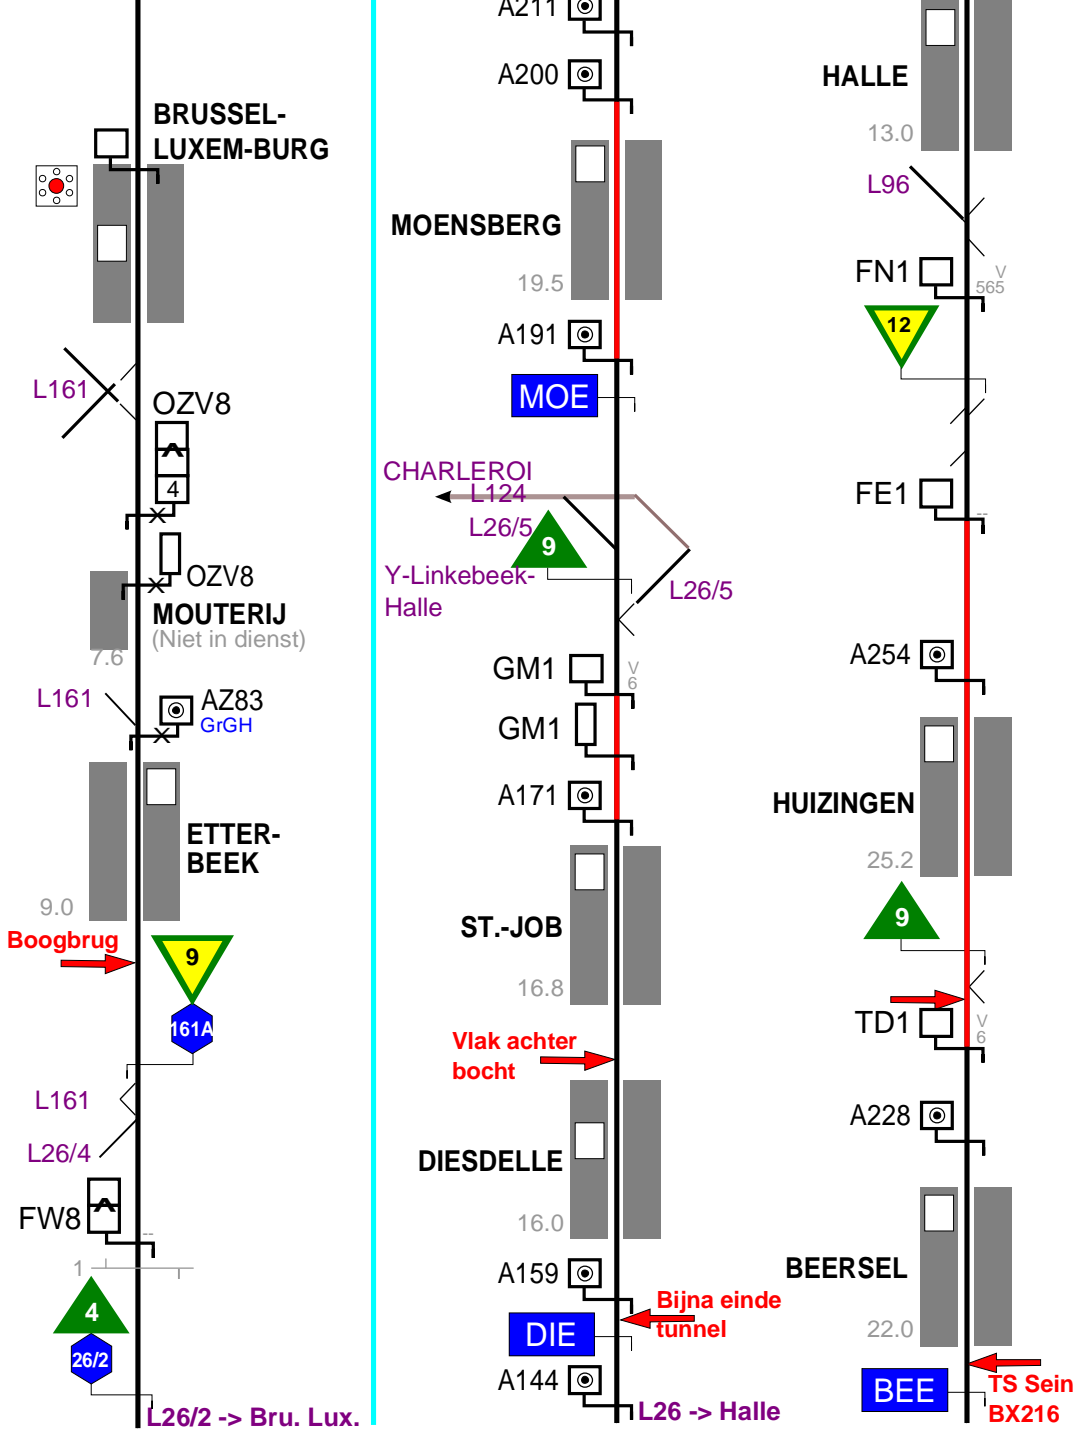 BRUSSEL-
LUXEM-BURG
L161
OZV8
4
OZV8
MOUTERIJ
(Niet in dienst)
7.6
L161
AZ83
GrGH
ETTER-
BEEK
9.0
Boogbrug
9
161A
L161
L26/4
FW8
--
1
4
26/2
L26/2 -> Bru. Lux.
A211
A200
MOENSBERG
19.5
A191
MOE
CHARLEROI
L124
L26/5
9
Y-Linkebeek-
Halle
L26/5
GM1
V
6
GM1
A171
ST.-JOB
16.8
Vlak achter
bocht
DIESDELLE
16.0
A159
Bijna einde
tunnel
DIE
A144
L26 -> Halle
HALLE
13.0
L96
FN1
V
565
12
FE1
--
A254
HUIZINGEN
25.2
9
TD1
V
6
A228
BEERSEL
22.0
BEE
TS Sein
BX216